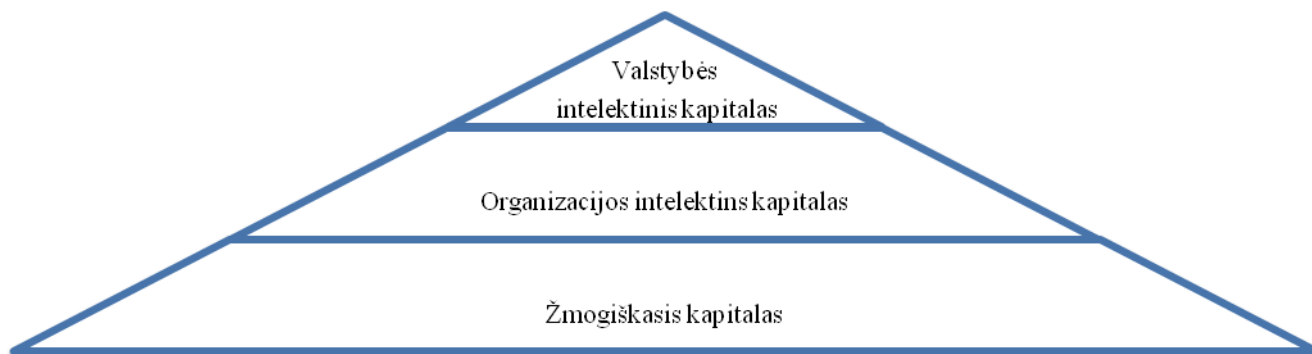 Valstybės
intelektinis kapitalas
Organizacijos intelektins kapitalas
Žmogiškasis kapitalas